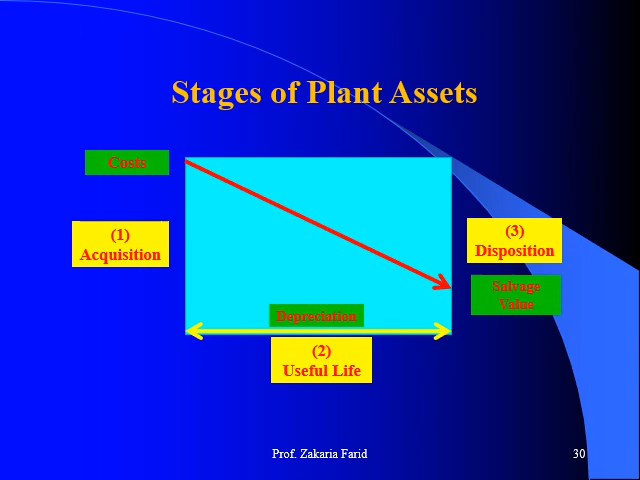 Stages of Plant Assets
Costs
(1)
Acquisition
(3)
Disposition
Salvage
Value
Depreciation
(2)
Useful Life
Prof. Zakaria Farid
30